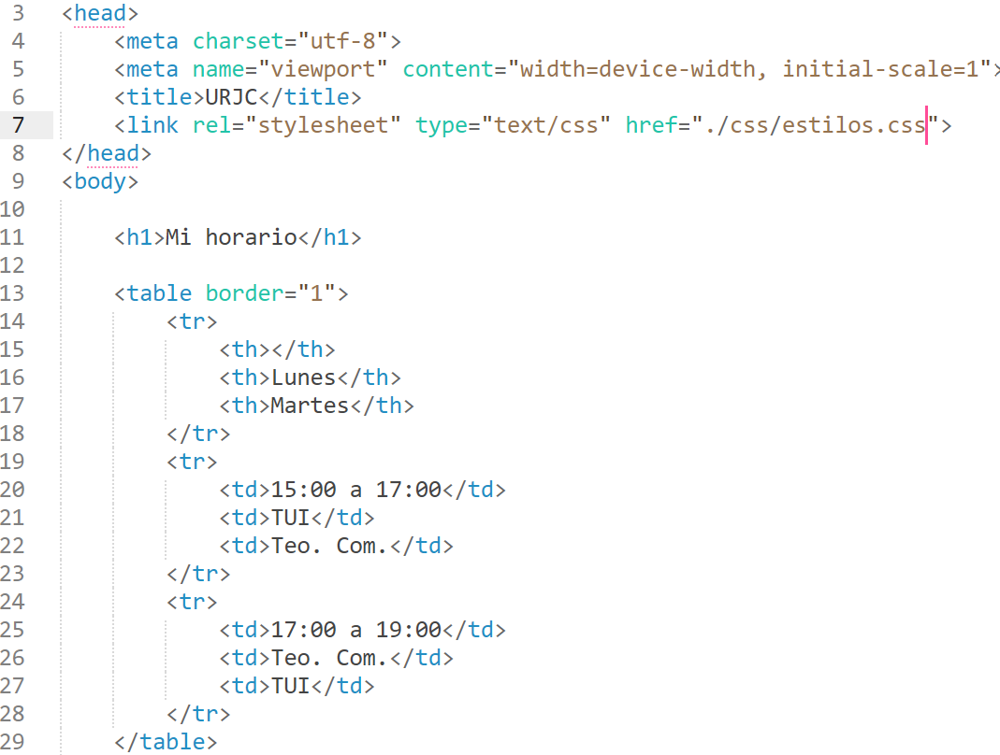 3 <head>
4 <meta charset="utf-8">
5 <meta name="viewport" content="width=device-width, initial-scale=1">
6 <title>URJC</title>
7 <link rel="stylesheet" type="text/css" href="./css/estilos.css">
8 </head>
9 <body>
10
11 <h1>Mi horario</h1>
12
13 <table border="1">
14 <tr>
15 <th></th>
16 <th>Lunes</th>
17 <th>Martes</th>
18 </tr>
19 <tr>
20 <td>15:00 a 17:00</td>
21 <td>TUI</td>
22 <td>Teo. Com.</td>
23 </tr>
24 <tr>
25 <td>17:00 a 19:00</td>
26 <td>Teo. Com.</td>
27 <td>TUI</td>
28 </tr>
29 </table>